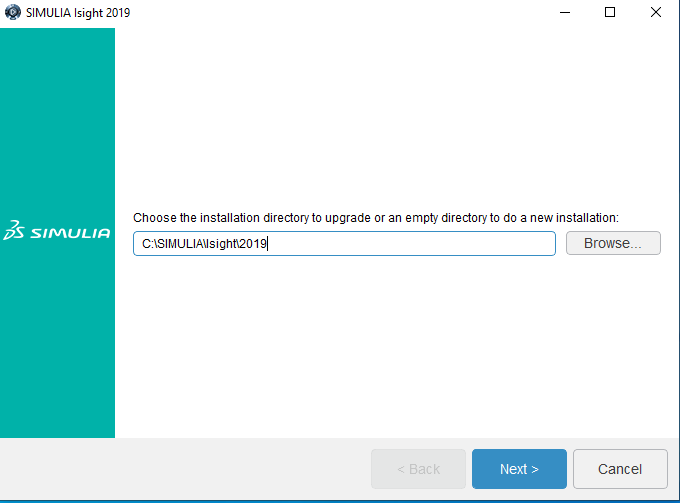 SIMULIA Isight 2019
Choose the installation directory to upgrade or an empty directory to do a new installation:
SIMULIA
C:\SIMULIA\Isight\2019
Browse...
< Back
Next >
Cancel